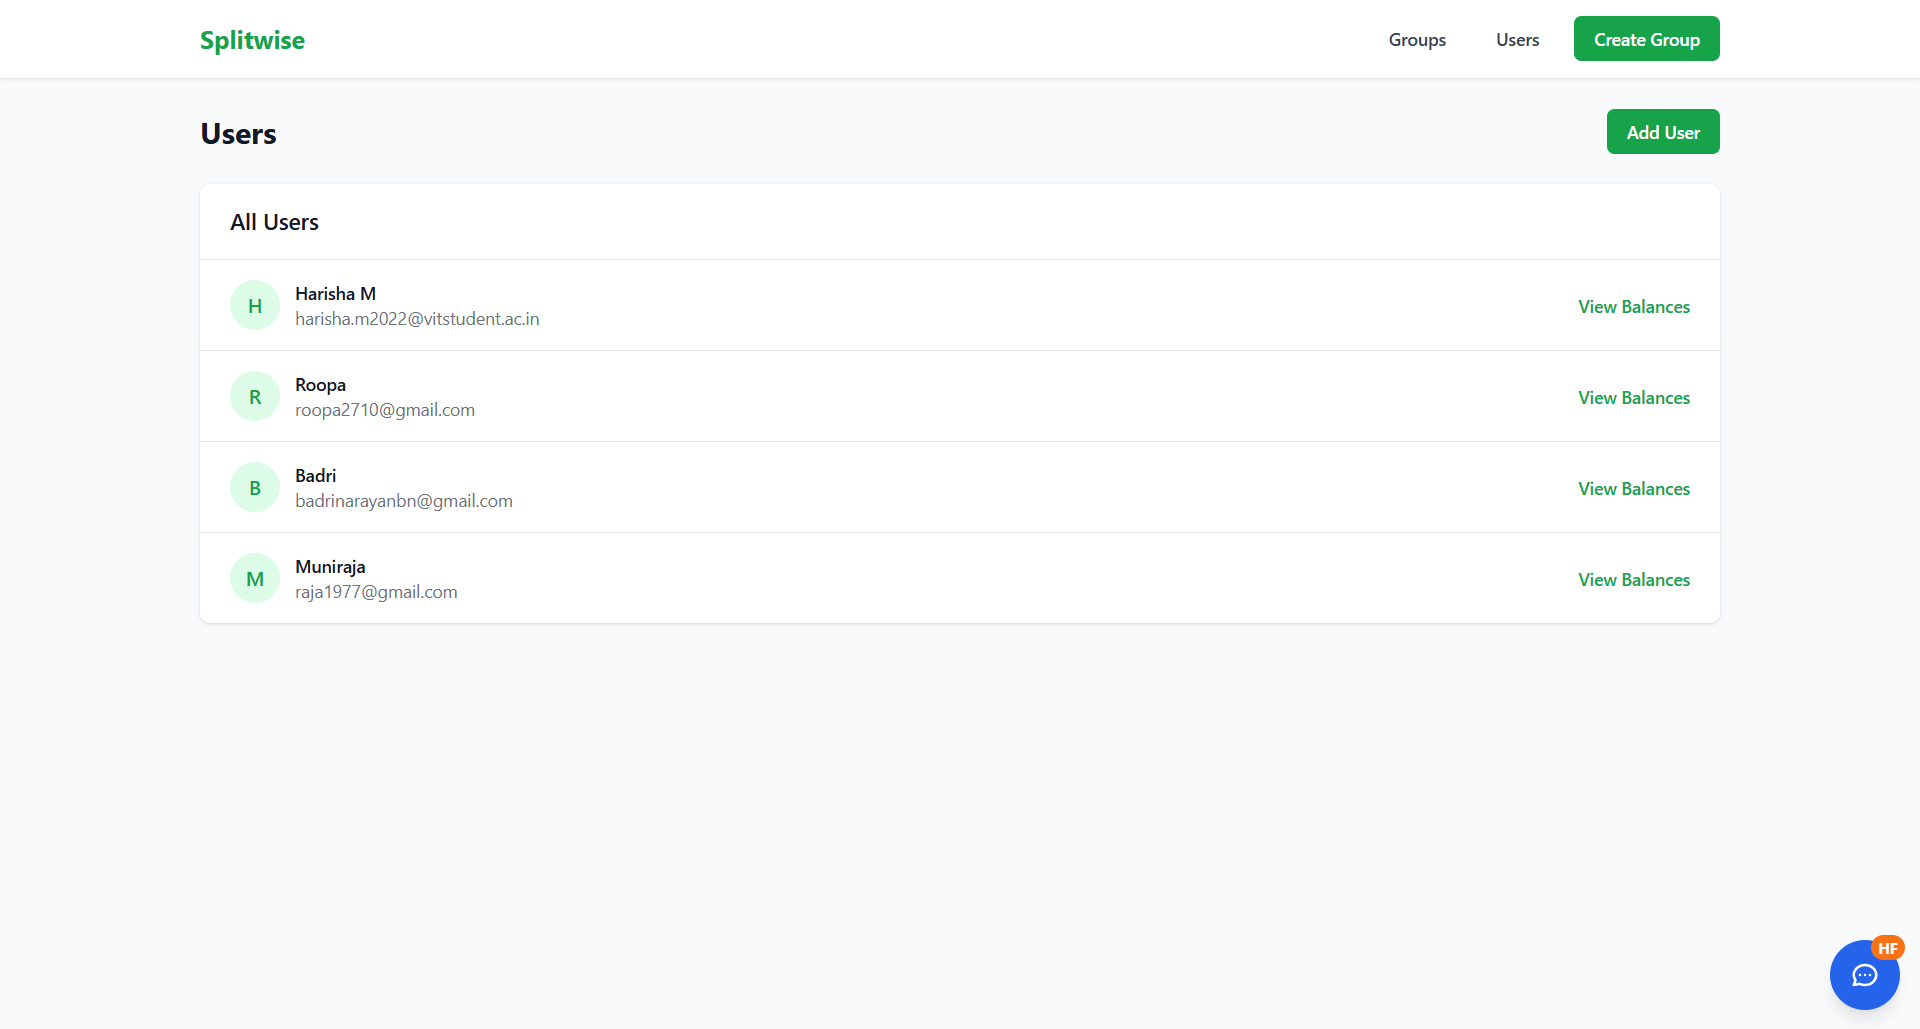 Splitwise
Groups Users Create Group
Users
Add User
All Users
H
Harisha M
harisha.m2022@vitstudent.ac.in
View Balances
R
Roopa
roopa2710@gmail.com
View Balances
B
Badri
badrinarayanbn@gmail.com
View Balances
M
Muniraja
raja1977@gmail.com
View Balances
HF